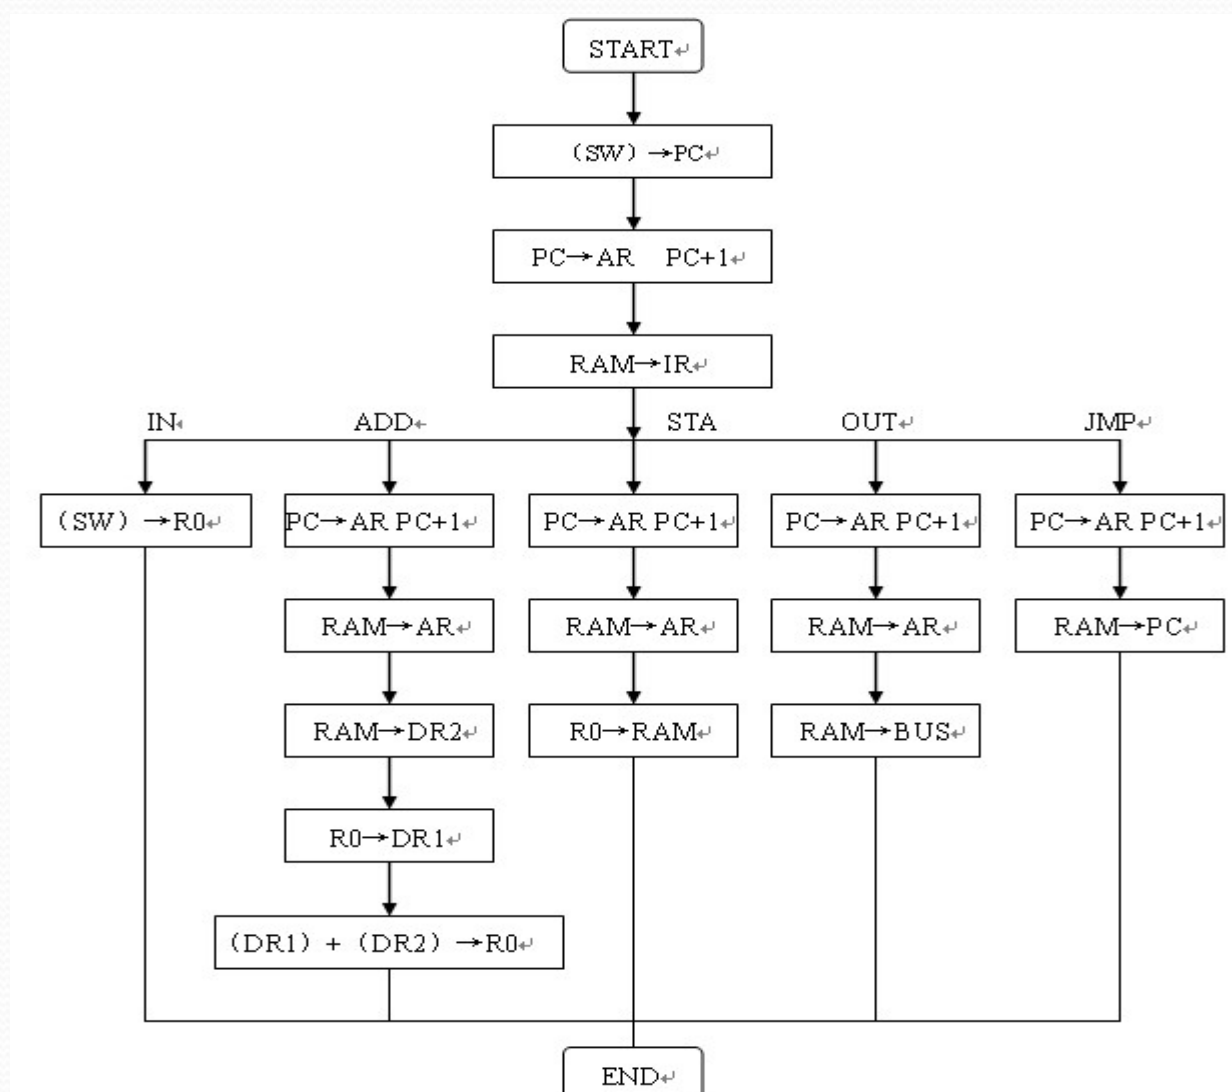 START↵
(SW)→PC↵
PC→AR PC+1↵
RAM→IR↵
IN↵ ADD↵ STA OUT↵ JMP↵
(SW)→R0↵ PC→AR PC+1↵ PC→AR PC+1↵ PC→AR PC+1↵ PC→AR PC+1↵
RAM→AR↵ RAM→AR↵ RAM→AR↵ RAM→PC↵
RAM→DR2↵ R0→RAM↵ RAM→BUS↵
R0→DR1↵
(DR1)+(DR2)→R0↵
END↵